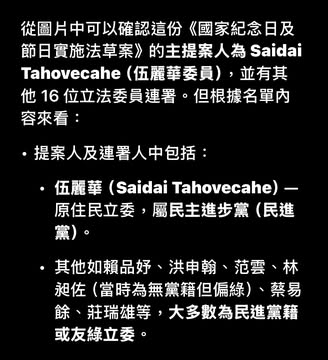 從圖片中可以確認這份《國家紀念日及
節日實施法草案》的主提案人為 Saidai
Tahovecahe（伍麗華委員），並有其
他 16 位立法委員連署。但根據名單內
容來看：
• 提案人及連署人中包括：
• 伍麗華（Saidai Tahovecahe）—
原住民立委，屬民主進步黨（民進
黨）。
• 其他如賴品妤、洪申翰、范雲、林
昶佐（當時為無黨籍但偏綠）、蔡易
餘、莊瑞雄等，大多數為民進黨籍
或友綠立委。